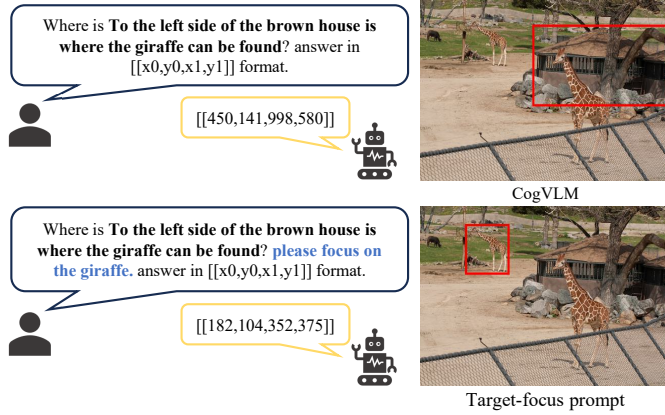 Where is To the left side of the brown house is
where the giraffe can be found? answer in
[[x0,y0,x1,y1]] format.
[[450,141,998,580]]
CogVLM
Where is To the left side of the brown house is
where the giraffe can be found? please focus on
the giraffe. answer in [[x0,y0,x1,y1]] format.
[[182,104,352,375]]
Target-focus prompt